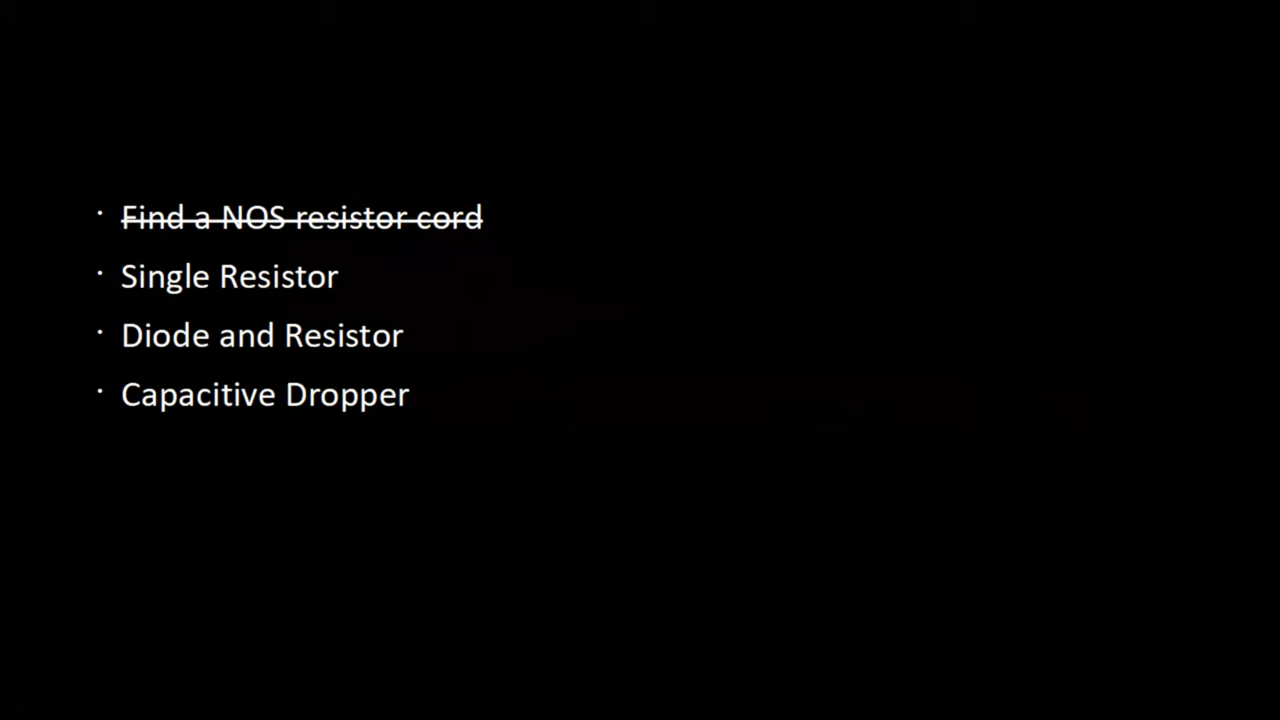 · Find a NOS resistor cord
· Single Resistor
· Diode and Resistor
· Capacitive Dropper